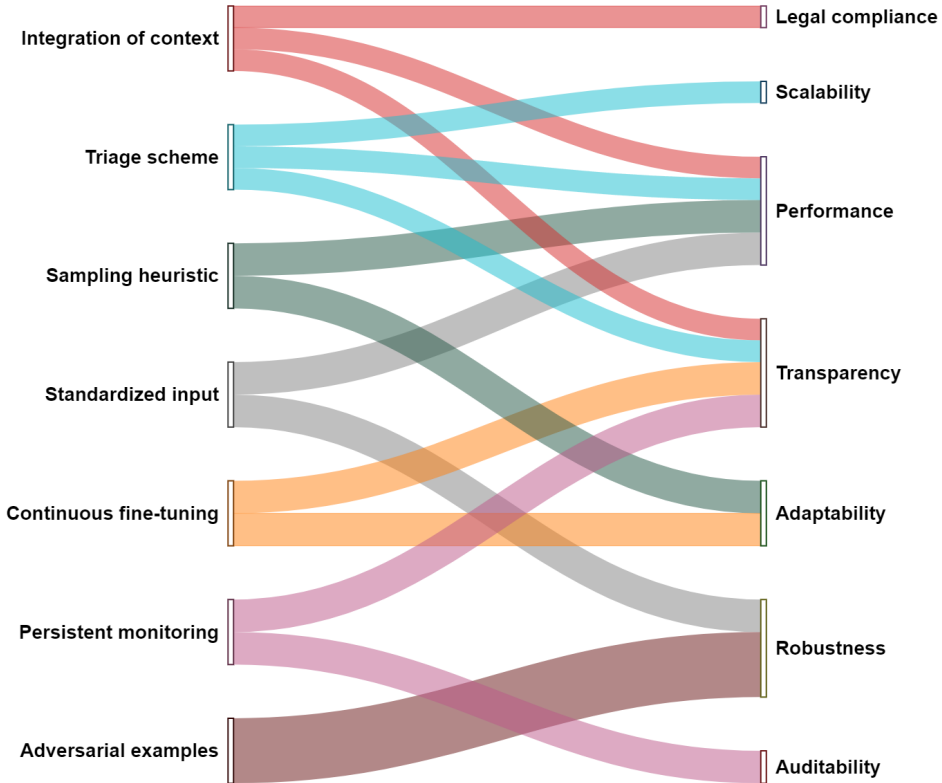 Integration of context
Triage scheme
Sampling heuristic
Standardized input
Continuous fine-tuning
Persistent monitoring
Adversarial examples
Legal compliance
Scalability
Performance
Transparency
Adaptability
Robustness
Auditability